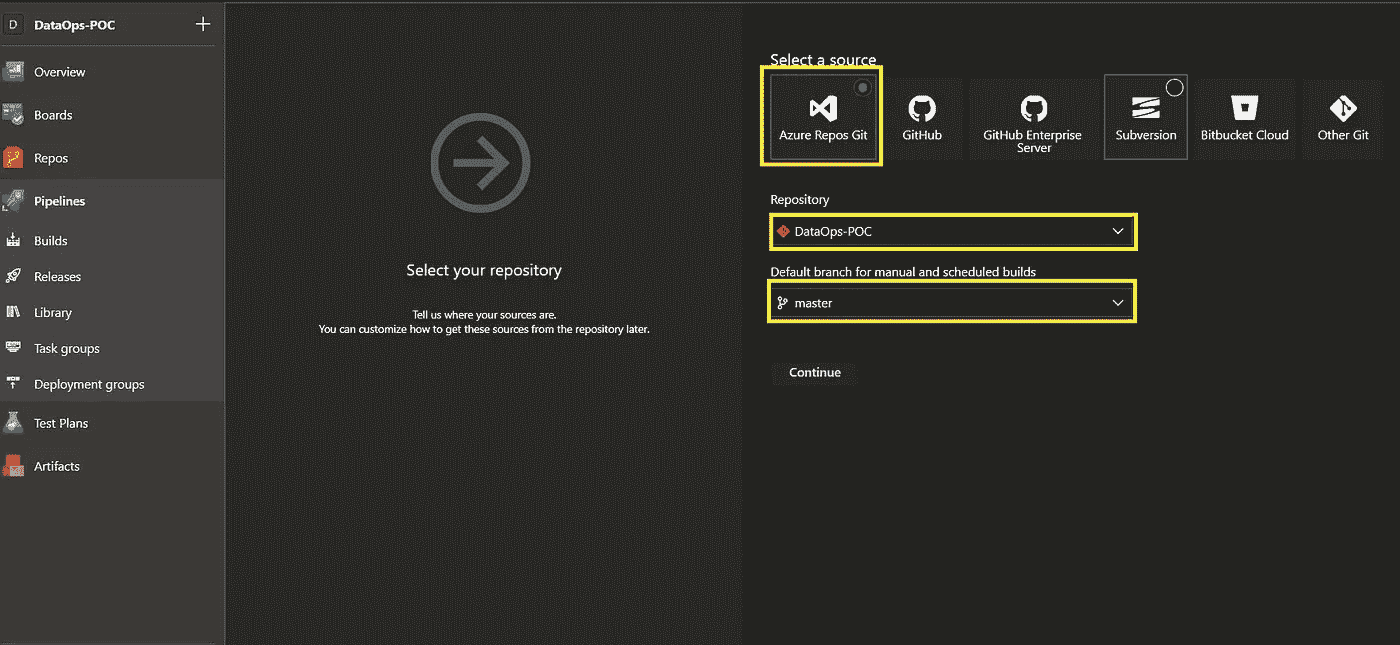 D DataOps-POC
Overview
Boards
Repos
Pipelines
Builds
Releases
Library
Task groups
Deployment groups
Test Plans
Artifacts
Select your repository
Tell us where your sources are.
You can customize how to get these sources from the repository later.
Select a source
Azure Repos Git
GitHub
GitHub Enterprise
Server
Subversion
Bitbucket Cloud
Other Git
Repository
DataOps-POC
Default branch for manual and scheduled builds
master
Continue